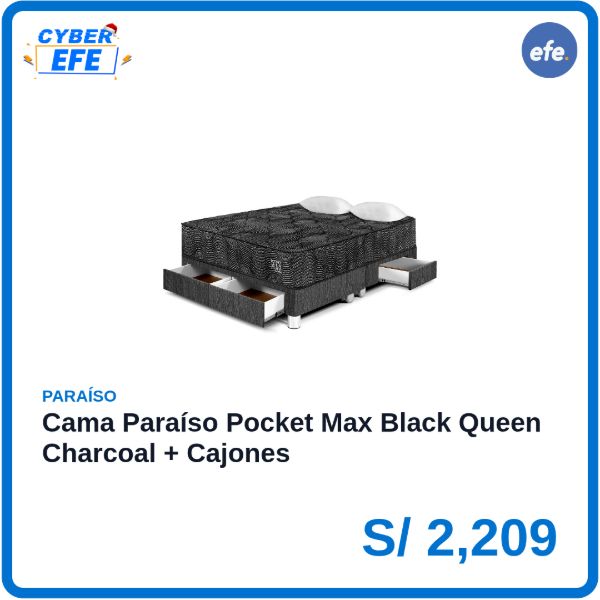 CYBER
EFE
efe.
PARAÍSO
Cama Paraíso Pocket Max Black Queen
Charcoal + Cajones
S/ 2,209